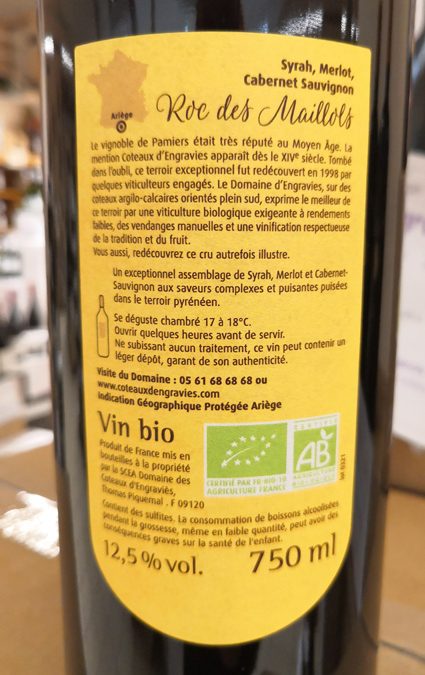 Syrah, Merlot,
Cabernet Sauvignon
Ariège
Roc des Maillols
Le vignoble de Pamiers était très réputé au Moyen Âge. La
mention Coteaux d'Engravies apparaît dès le XIVe siècle. Tombé
dans l'oubli, ce terroir exceptionnel fut redécouvert en 1998 par
quelques viticulteurs engagés. Le Domaine d'Engravies, sur des
coteaux argilo-calcaires orientés plein sud, exprime le meilleur de
ce terroir par une viticulture biologique exigeante à rendements
faibles, des vendanges manuelles et une vinification respectueuse
de la tradition et du fruit.
Vous aussi, redécouvrez ce cru autrefois illustre.
Un exceptionnel assemblage de Syrah, Merlot et Cabernet-
Sauvignon aux saveurs complexes et puisantes puisées
dans le terroir pyrénéen.
Se déguste chambré 17 à 18°C.
Ouvrir quelques heures avant de servir.
Ne subissant aucun traitement, ce vin peut contenir un
léger dépôt, garant de son authenticité.
Visite du Domaine : 05 61 68 68 68 ou
www.coteauxdengravies.com
Indication Géographique Protégée Ariège
Vin bio
Produit de France mis en
bouteilles à la propriété
par la SCEA Domaine des
Coteaux d'Engraviès,
Thomas Piquemal . F 09120
CERTIFIÉ PAR FR-BIO-10
AGRICULTURE FRANCE
CERTIFIÉ
AB
AGRICULTURE
BIOLOGIQUE
lot 0321
Contient des sulfites. La consommation de boissons alcoolisées
pendant la grossesse, même en faible quantité, peut avoir des
conséquences graves sur la santé de l'enfant.
12,5 % vol.
750 ml